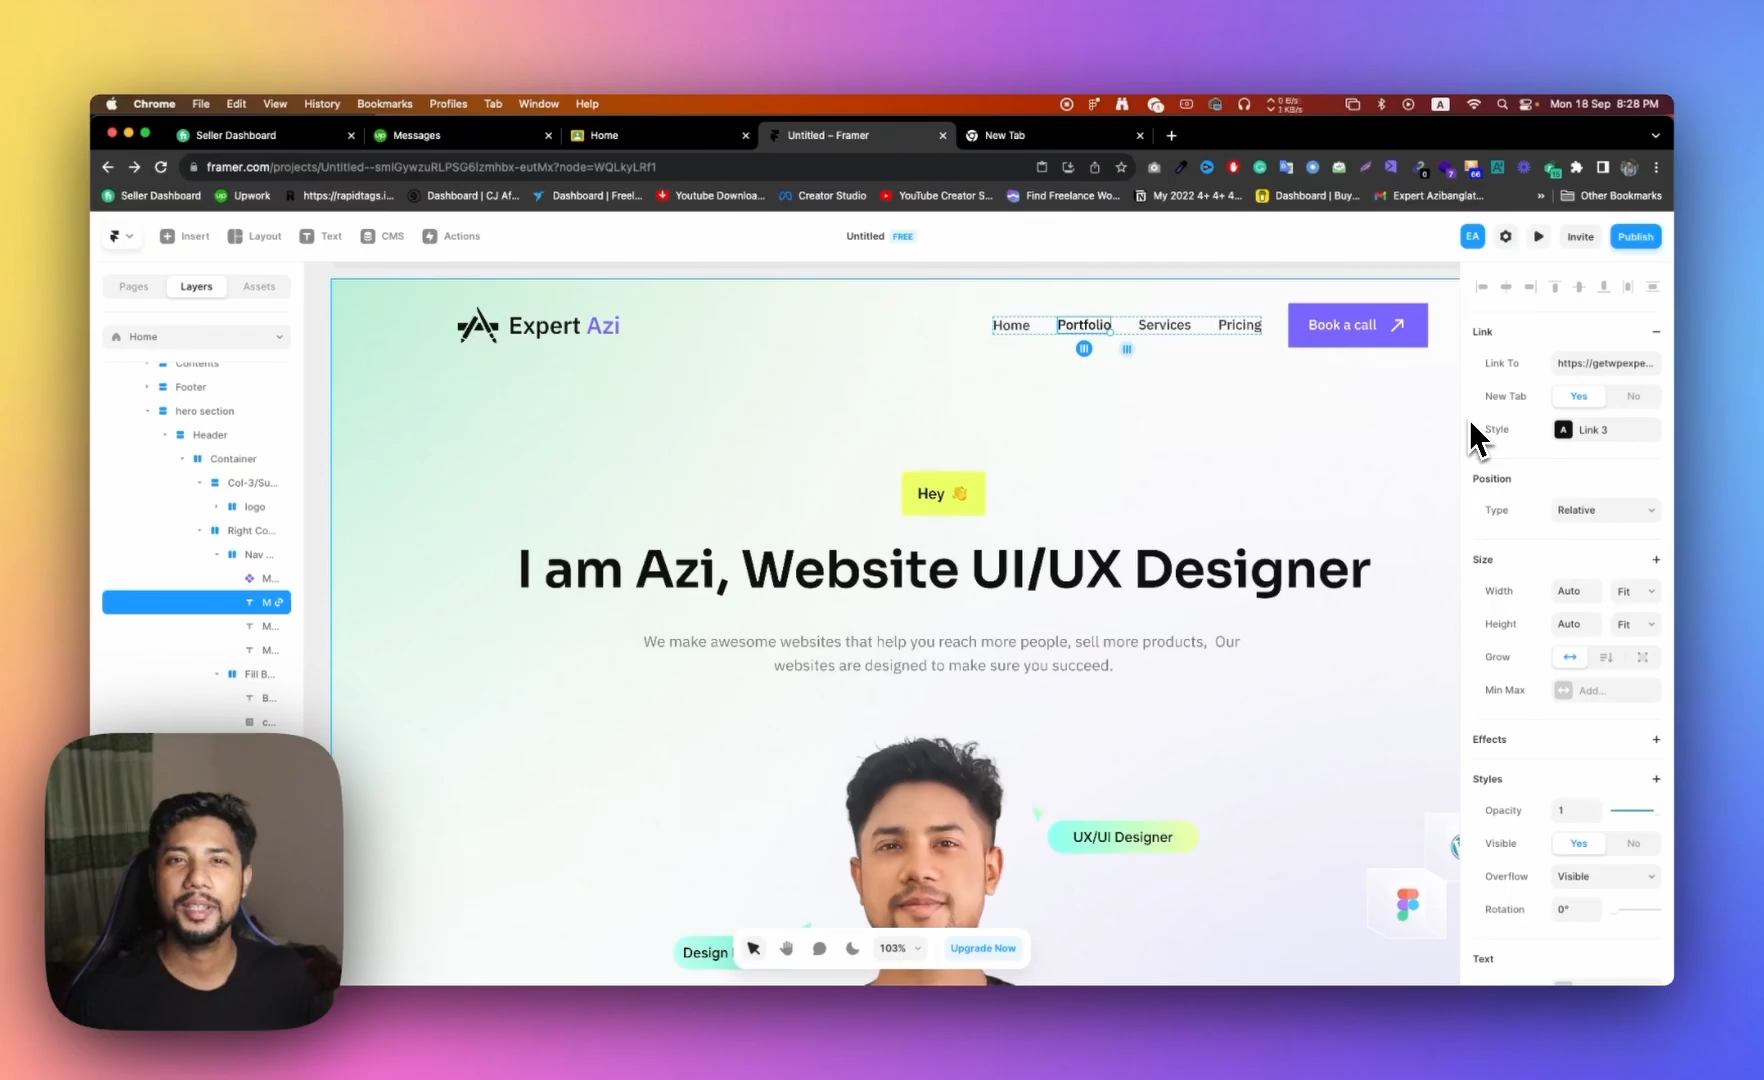 Chrome File Edit View History Bookmarks Profiles Tab Window Help
0 B/s
1 KB/s
A
Mon 18 Sep 8:28 PM
Seller Dashboard
Messages
Home
Untitled – Framer
New Tab
framer.com/projects/Untitled--smlGywzuRLPSG6lzmhbx-eutMx?node=WQLkyLRf1
Seller Dashboard
Upwork
https://rapidtags.i...
Dashboard | CJ Af...
Dashboard | Freel...
Youtube Downloa...
Creator Studio
YouTube Creator S...
Find Freelance Wo...
My 2022 4+ 4+ 4...
Dashboard | Buy...
Expert Azibanglat...
»
Other Bookmarks
Insert
Layout
Text
CMS
Actions
Untitled FREE
EA
Invite
Publish
Pages
Layers
Assets
Home
Contents
Footer
hero section
Header
Container
Col-3/Su...
logo
Right Co...
Nav ...
M...
M
M...
M...
Fill B...
B...
c...
Expert Azi
Home
Portfolio
Services
Pricing
Book a call
Hey 👋
I am Azi, Website UI/UX Designer
We make awesome websites that help you reach more people, sell more products, Our
websites are designed to make sure you succeed.
UX/UI Designer
Design
103%
Upgrade Now
Link
Link To https://getwpexpe...
New Tab Yes No
Style A Link 3
Position
Type Relative
Size
Width Auto Fit
Height Auto Fit
Grow
Min Max Add...
Effects
Styles
Opacity 1
Visible Yes No
Overflow Visible
Rotation 0°
Text